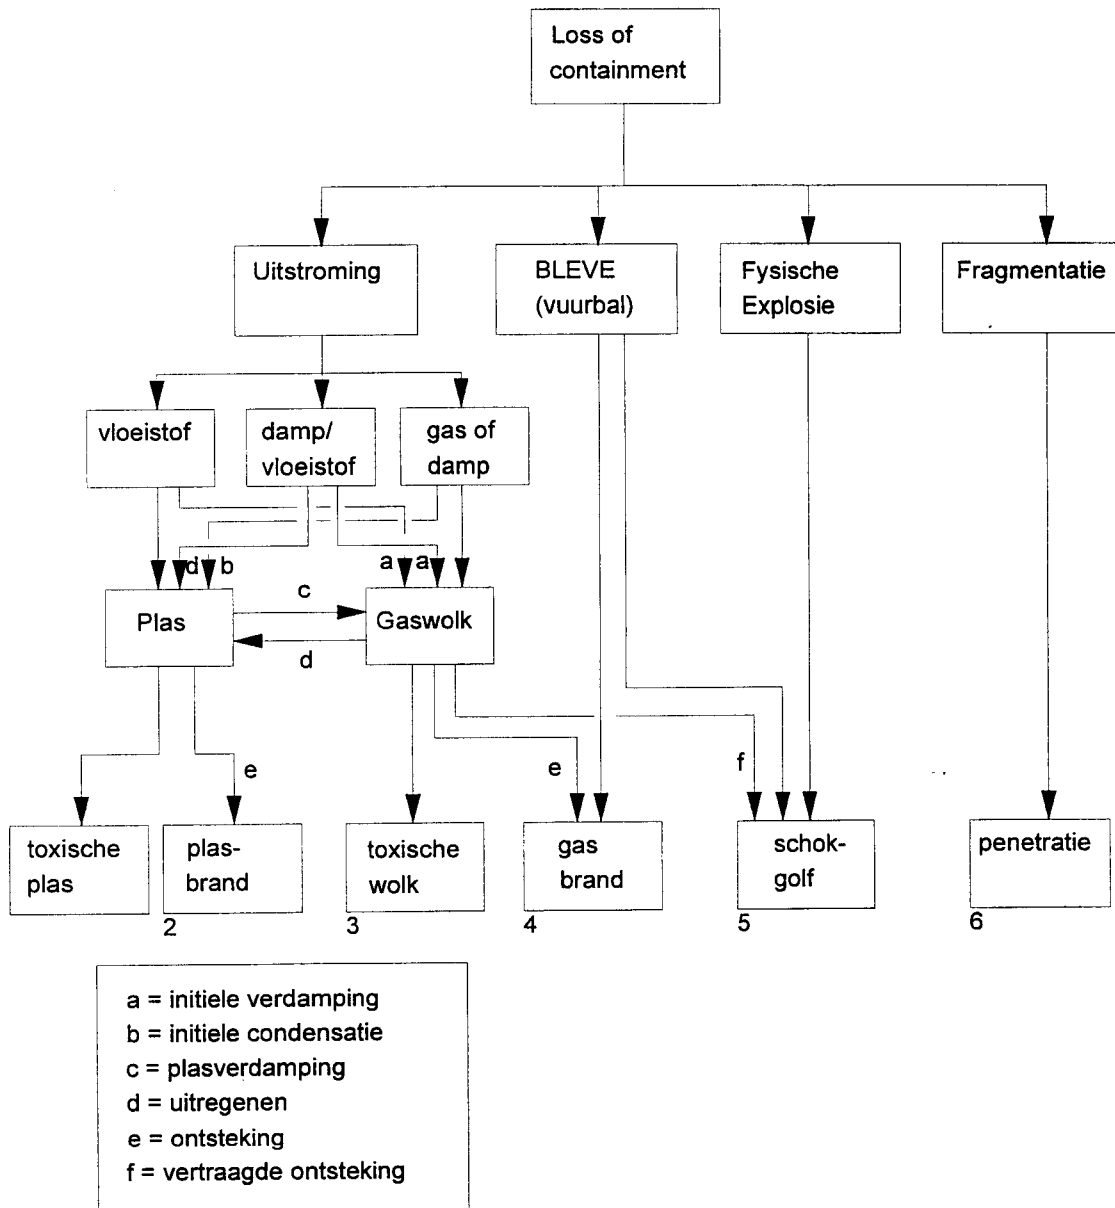 Loss of
containment
Uitstroming
BLEVE
(vuurbal)
Fysische
Explosie
Fragmentatie
vloeistof
damp/
vloeistof
gas of
damp
d
b
a
a
Plas
c
Gaswolk
d
e
e
f
toxische
plas
plas-
brand
toxische
wolk
gas
brand
schok-
golf
penetratie
2
3
4
5
6
a = initiele verdamping
b = initiele condensatie
c = plasverdamping
d = uitregenen
e = ontsteking
f = vertraagde ontsteking